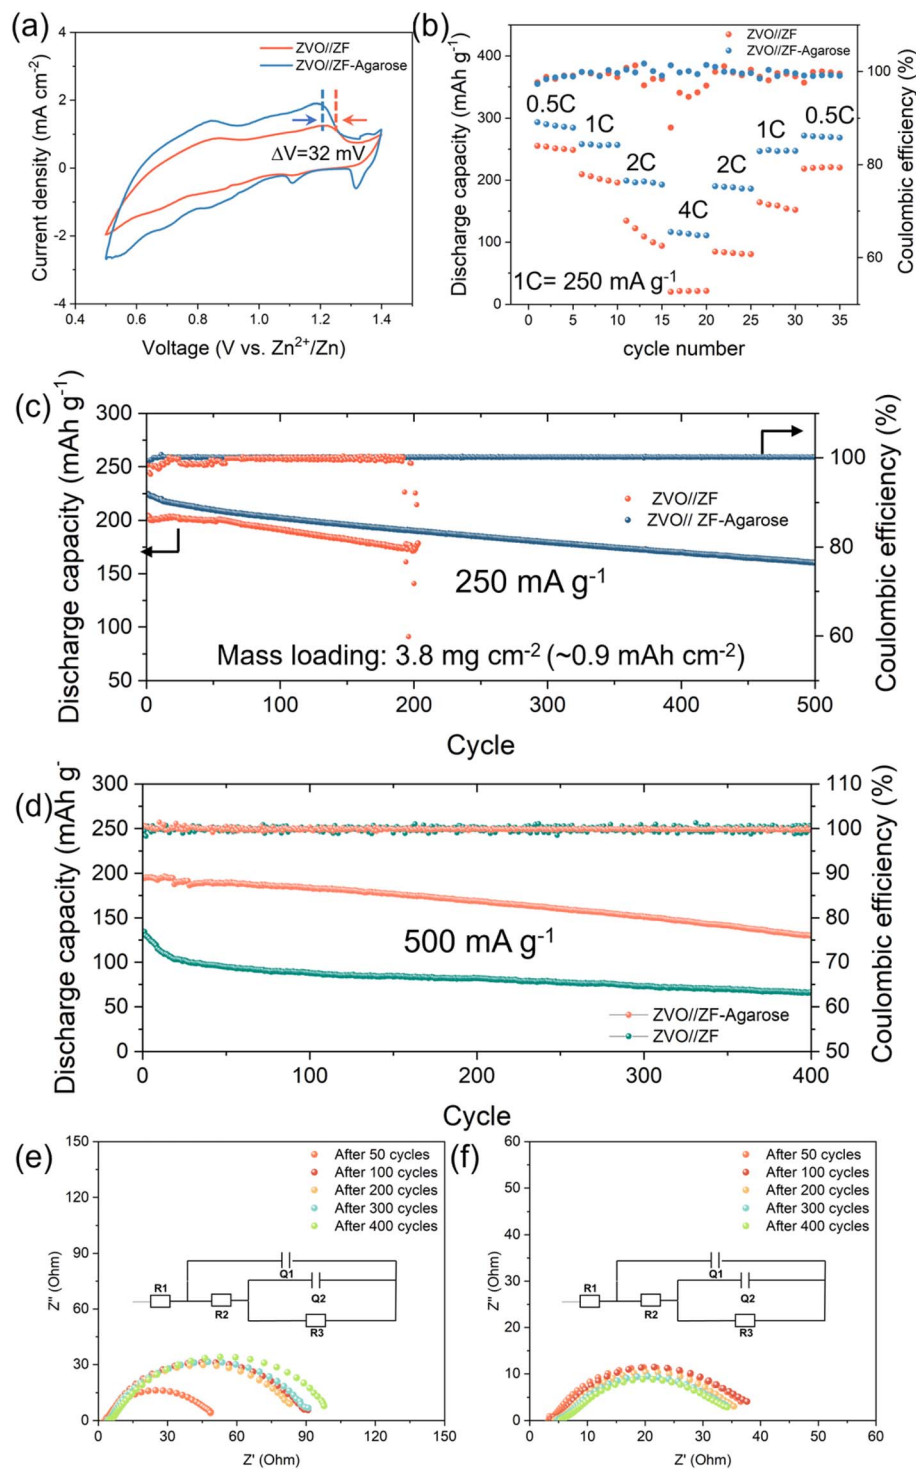 (a)
ZVO//ZF
ZVO//ZF-Agarose
ΔV=32 mV
Current density (mA cm⁻²)
4
2
0
-2
-4
0.4 0.6 0.8 1.0 1.2 1.4
Voltage (V vs. Zn²⁺/Zn)
(b)
ZVO//ZF
ZVO//ZF-Agarose
Discharge capacity (mAh g⁻¹)
400
300
200
100
0
0.5C
1C
2C
4C
2C
1C
0.5C
1C= 250 mA g⁻¹
100
90
80
70
60
Coulombic efficiency (%)
0 5 10 15 20 25 30 35
cycle number
(c)
Discharge capacity (mAh g⁻¹)
300
250
200
175
150
100
50
ZVO//ZF
ZVO// ZF-Agarose
250 mA g⁻¹
Mass loading: 3.8 mg cm⁻² (~0.9 mAh cm⁻²)
100
80
60
Coulombic efficiency (%)
0 100 200 300 400 500
Cycle
(d)
Discharge capacity (mAh g⁻
300
250
200
150
100
50
0
500 mA g⁻¹
ZVO//ZF-Agarose
ZVO//ZF
110
100
90
80
70
60
50
Coulombic efficiency (%)
0 100 200 300 400
Cycle
(e)
Z'' (Ohm)
150
120
90
60
30
0
After 50 cycles
After 100 cycles
After 200 cycles
After 300 cycles
After 400 cycles
R1
R2
Q1
Q2
R3
0 30 60 90 120 150
Z' (Ohm)
(f)
Z'' (Ohm)
60
50
40
30
20
10
0
After 50 cycles
After 100 cycles
After 200 cycles
After 300 cycles
After 400 cycles
R1
R2
Q1
Q2
R3
0 10 20 30 40 50 60
Z' (Ohm)